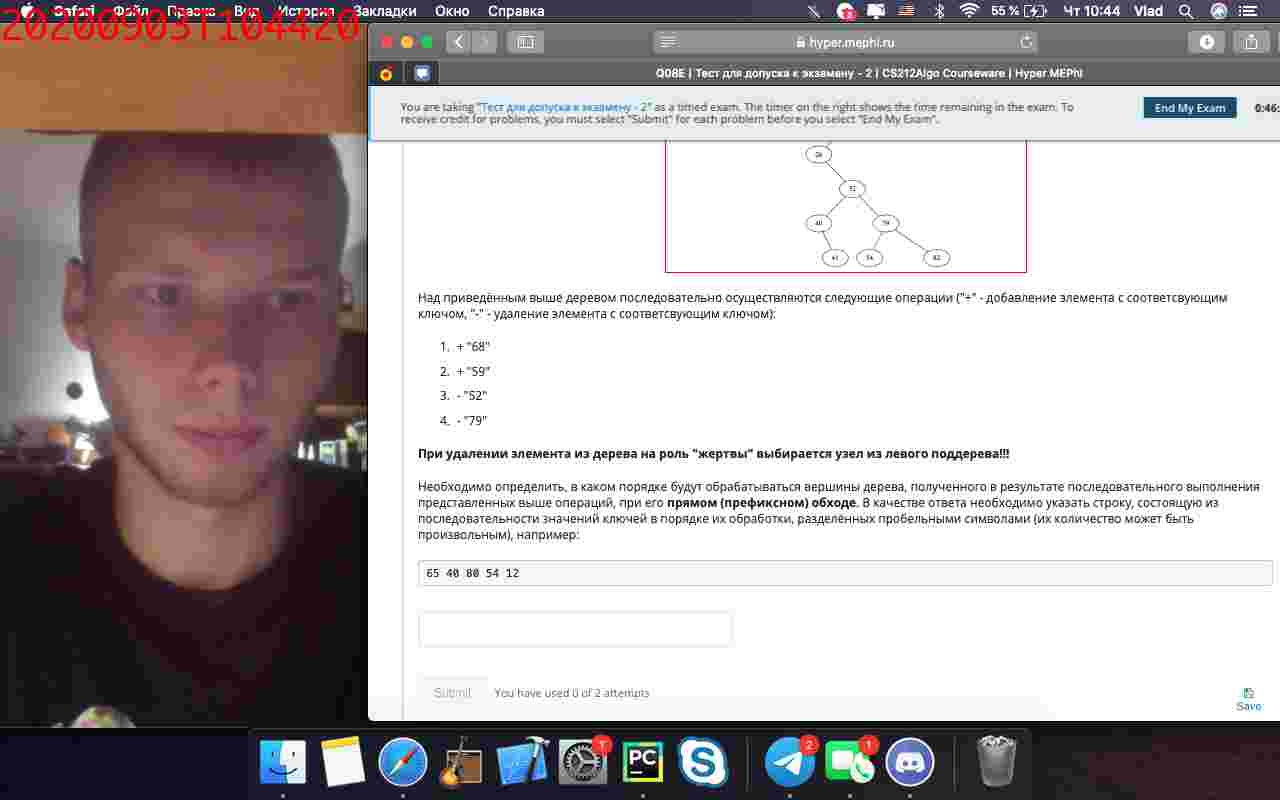 20200903T104420
Safari Файл Правка Вид История Закладки Окно Справка
55 % Чт 10:44 Vlad
hyper.mephi.ru
Q08E | Тест для допуска к экзамену - 2 | CS212Algo Courseware | Hyper.MEPhI
You are taking "Тест для допуска к экзамену - 2" as a timed exam. The timer on the right shows the time remaining in the exam. To
receive credit for problems, you must select "Submit" for each problem before you select "End My Exam".
End My Exam
0:46:
52
Над приведённым выше деревом последовательно осуществляются следующие операции ("+" - добавление элемента с соответсвующим
ключом, "-" - удаление элемента с соответсвующим ключом):
1. + "68"
2. + "59"
3. - "52"
4. - "79"
При удалении элемента из дерева на роль "жертвы" выбирается узел из левого поддерева!!!
Необходимо определить, в каком порядке будут обрабатываться вершины дерева, полученного в результате последовательного выполнения
представленных выше операций, при его прямом (префиксном) обходе. В качестве ответа необходимо указать строку, состоящую из
последовательности значений ключей в порядке их обработки, разделённых пробельными символами (их количество может быть
произвольным), например:
65 40 80 54 12
Submit
You have used 0 of 2 attempts
Save
1
PC
2
1